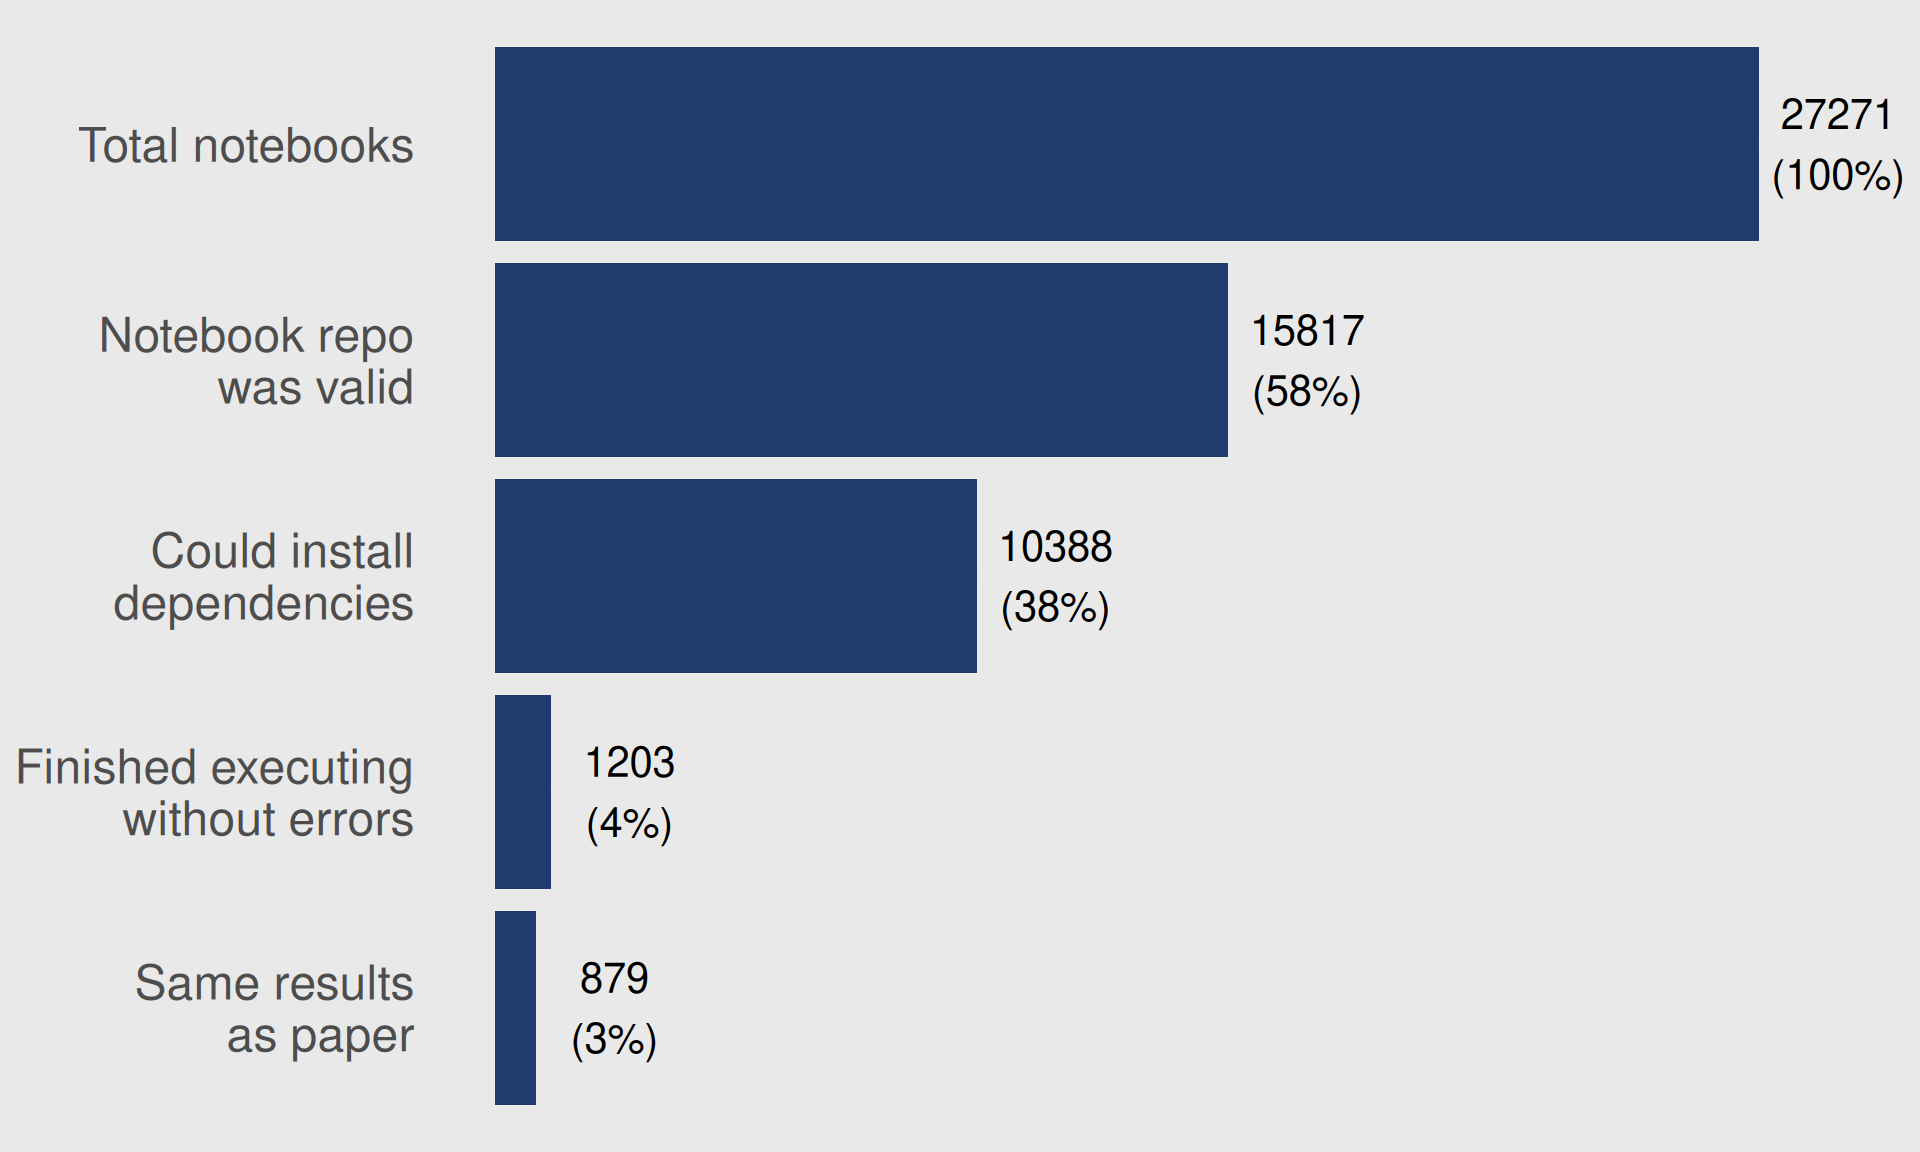 Total notebooks
27271
(100%)
Notebook repo
was valid
15817
(58%)
Could install
dependencies
10388
(38%)
Finished executing
without errors
1203
(4%)
Same results
as paper
879
(3%)